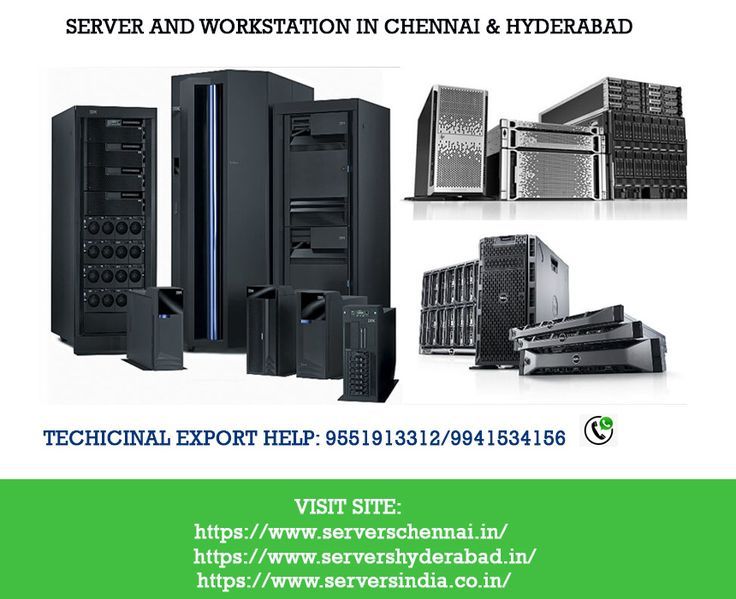 SERVER AND WORKSTATION IN CHENNAI & HYDERABAD
TECHICINAL EXPORT HELP: 9551913312/9941534156
VISIT SITE:
https://www.serverschennai.in/
https://www.servershyderabad.in/
https://www.serversindia.co.in/